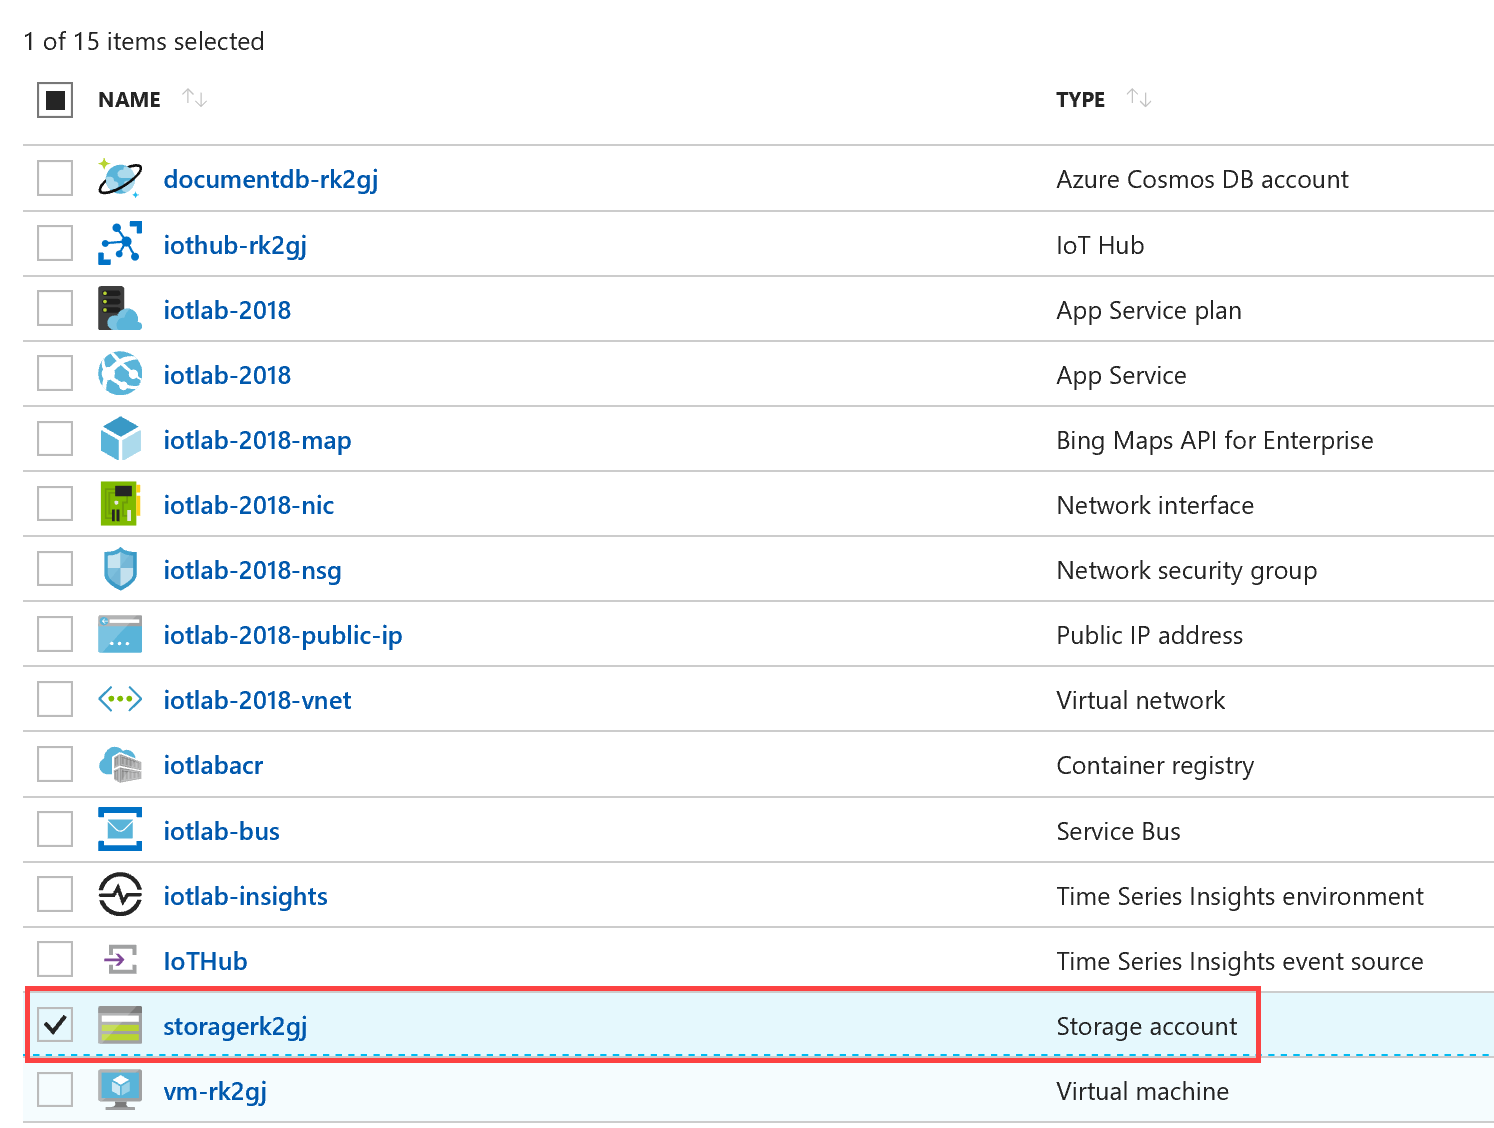 1 of 15 items selected
NAME TYPE
documentdb-rk2gj Azure Cosmos DB account
iothub-rk2gj IoT Hub
iotlab-2018 App Service plan
iotlab-2018 App Service
iotlab-2018-map Bing Maps API for Enterprise
iotlab-2018-nic Network interface
iotlab-2018-nsg Network security group
iotlab-2018-public-ip Public IP address
iotlab-2018-vnet Virtual network
iotlabacr Container registry
iotlab-bus Service Bus
iotlab-insights Time Series Insights environment
IoTHub Time Series Insights event source
storagerk2gj Storage account
vm-rk2gj Virtual machine